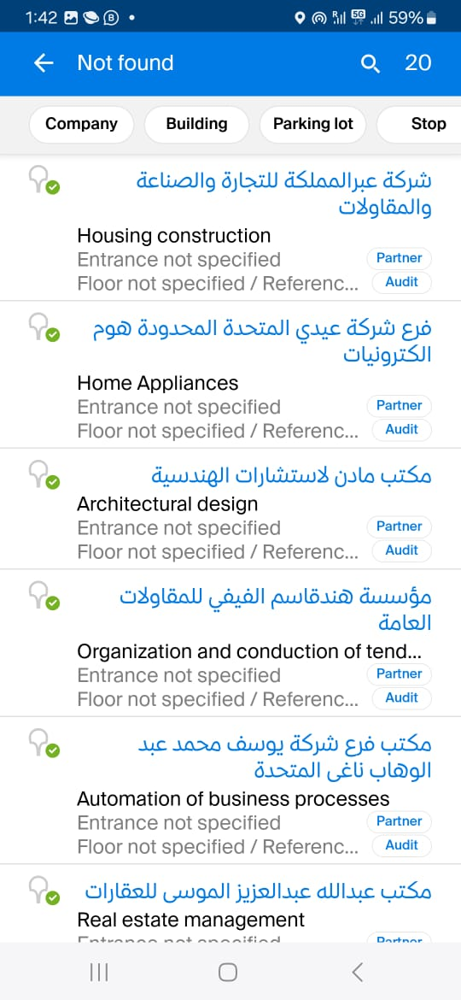 1:42 B 5G 59%
Not found 20
Company Building Parking lot Stop
شركة عبرالمملكة للتجارة والصناعة
والمقاولات
Housing construction
Entrance not specified Partner
Floor not specified / Referenc... Audit
فرع شركة عيدي المتحدة المحدودة هوم
الكترونيات
Home Appliances
Entrance not specified Partner
Floor not specified / Referenc... Audit
مكتب مادن لاستشارات الهندسية
Architectural design
Entrance not specified Partner
Floor not specified / Referenc... Audit
مؤسسة هندقاسم الفيفي للمقاولات
العامة
Organization and conduction of tend...
Entrance not specified Partner
Floor not specified / Referenc... Audit
مكتب فرع شركة يوسف محمد عبد
الوهاب ناغى المتحدة
Automation of business processes
Entrance not specified Partner
Floor not specified / Referenc... Audit
مكتب عبدالله عبدالعزيز الموسى للعقارات
Real estate management
Entrance not specified Partner